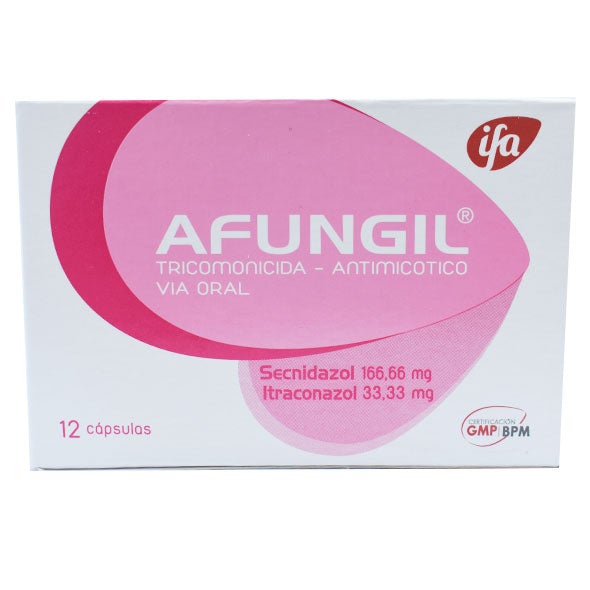 ifa
AFUNGIL®
TRICOMONICIDA - ANTIMICOTICO
VIA ORAL
Secnidazol 166,66 mg
Itraconazol 33,33 mg
12 cápsulas
CERTIFICACIÓN
GMP|BPM